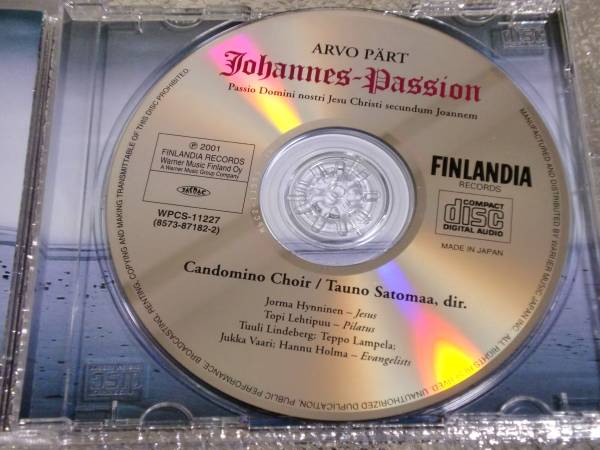 ARVO PÄRT
Johannes-Passion
Passio Domini nostri Jesu Christi secundum Joannem
℗ 2001
FINLANDIA RECORDS
Warner Music Finland Oy
A Warner Music Group Company
WPCS-11227
(8573-87182-2)
FINLANDIA
RECORDS
COMPACT
disc
DIGITAL AUDIO
MADE IN JAPAN
Candomino Choir / Tauno Satomaa, dir.
Jorma Hynninen – Jesus
Topi Lehtipuu – Pilatus
Tuuli Lindeberg; Teppo Lampela;
Jukka Vaari; Hannu Holma – Evangelists
MANUFACTURED AND DISTRIBUTED BY WARNER MUSIC JAPAN INC. ALL RIGHTS RESERVED. UNAUTHORIZED DUPLICATION, PUBLIC PERFORMANCE, BROADCASTING, RENTING, COPYING AND MAKING TRANSMITTABLE OF THIS DISC PROHIBITED.